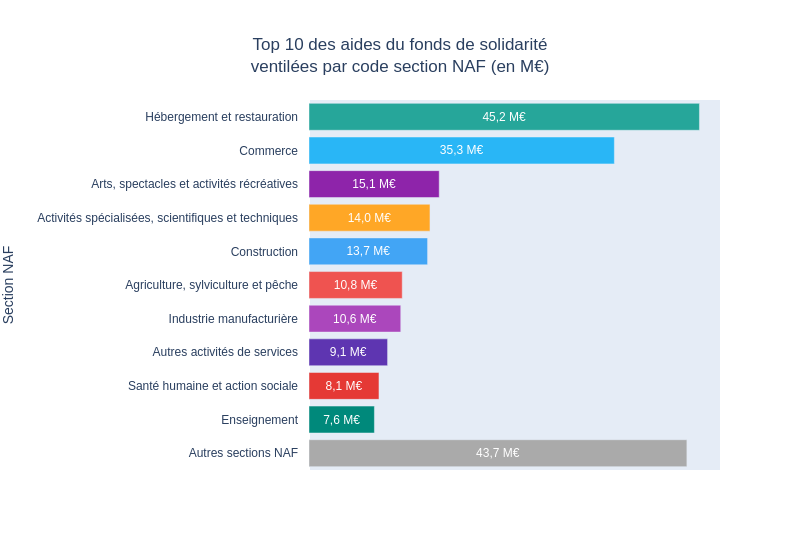 Top 10 des aides du fonds de solidarité
ventilées par code section NAF (en M€)
Section NAF
Hébergement et restauration 45,2 M€
Commerce 35,3 M€
Arts, spectacles et activités récréatives 15,1 M€
Activités spécialisées, scientifiques et techniques 14,0 M€
Construction 13,7 M€
Agriculture, sylviculture et pêche 10,8 M€
Industrie manufacturière 10,6 M€
Autres activités de services 9,1 M€
Santé humaine et action sociale 8,1 M€
Enseignement 7,6 M€
Autres sections NAF 43,7 M€